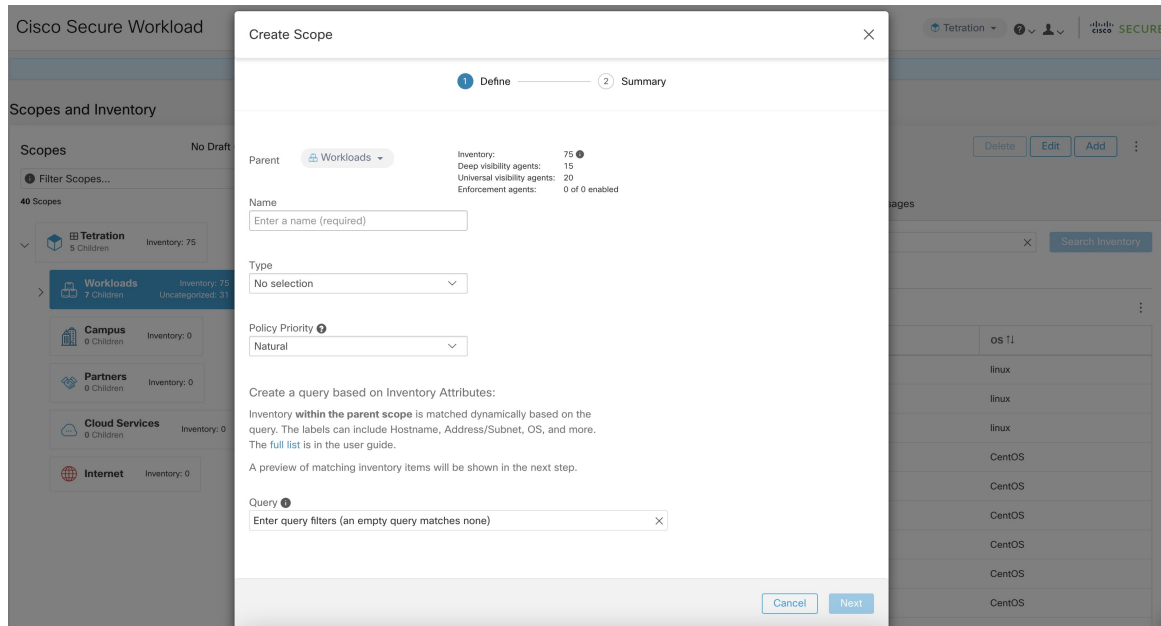 Cisco Secure Workload
Tetration
cisco SECURE
Scopes and Inventory
Scopes
No Draft
Filter Scopes...
40 Scopes
Tetration
5 Children
Inventory: 75
Workloads
7 Children
Inventory: 75
Uncategorized: 31
Campus
0 Children
Inventory: 0
Partners
0 Children
Inventory: 0
Cloud Services
0 Children
Inventory: 0
Internet
Inventory: 0
Create Scope
1 Define
2 Summary
Parent
Workloads
Inventory: 75
Deep visibility agents: 15
Universal visibility agents: 20
Enforcement agents: 0 of 0 enabled
Name
Enter a name (required)
Type
No selection
Policy Priority
Natural
Create a query based on Inventory Attributes:
Inventory within the parent scope is matched dynamically based on the
query. The labels can include Hostname, Address/Subnet, OS, and more.
The full list is in the user guide.
A preview of matching inventory items will be shown in the next step.
Query
Enter query filters (an empty query matches none)
Cancel
Next
Delete
Edit
Add
sages
Search Inventory
os
linux
linux
linux
CentOS
CentOS
CentOS
CentOS
CentOS
CentOS